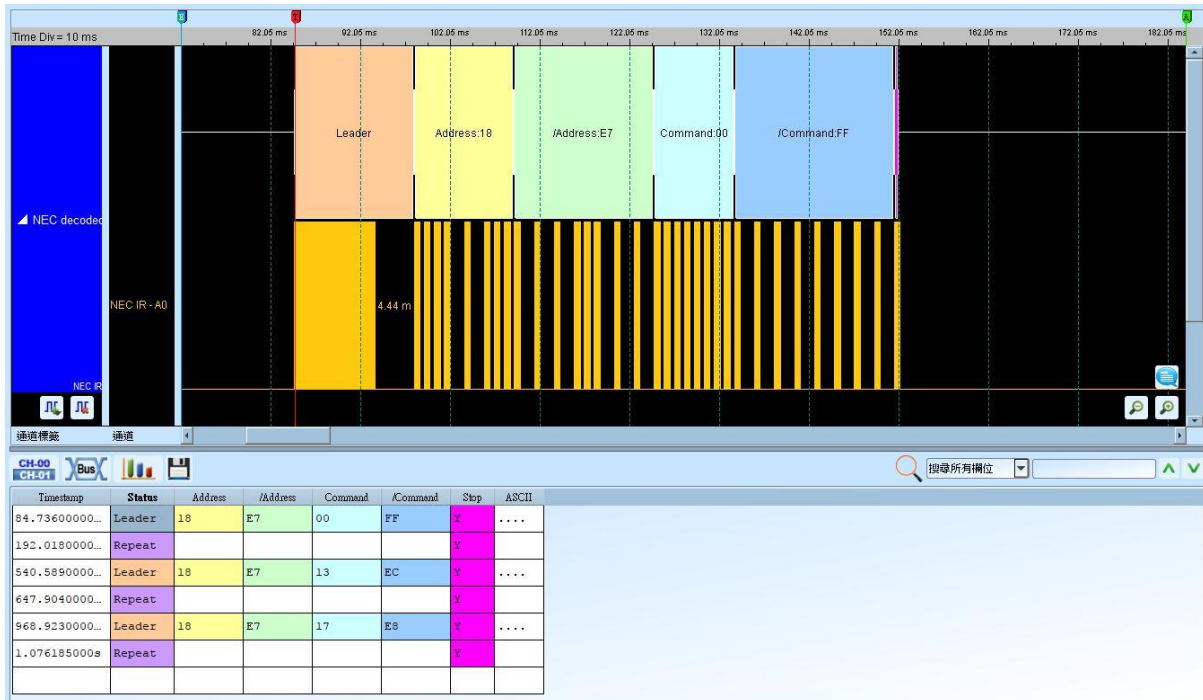 B T A
Time Div = 10 ms 82.05 ms 92.05 ms 102.05 ms 112.05 ms 122.05 ms 132.05 ms 142.05 ms 152.05 ms 162.05 ms 172.05 ms 182.05 ms
Leader Address:18 /Address:E7 Command:00 /Command:FF
NEC decoded
NEC IR - A0 4.44 m
NEC IR
通道標籤 通道
CH-00
CH-01 Bus 搜尋所有欄位
Timestamp Status Address /Address Command /Command Stop ASCII
84.73600000... Leader 18 E7 00 FF Y ....
192.0180000... Repeat Y
540.5890000... Leader 18 E7 13 EC Y ....
647.9040000... Repeat Y
968.9230000... Leader 18 E7 17 E8 Y ....
1.076185000s Repeat Y